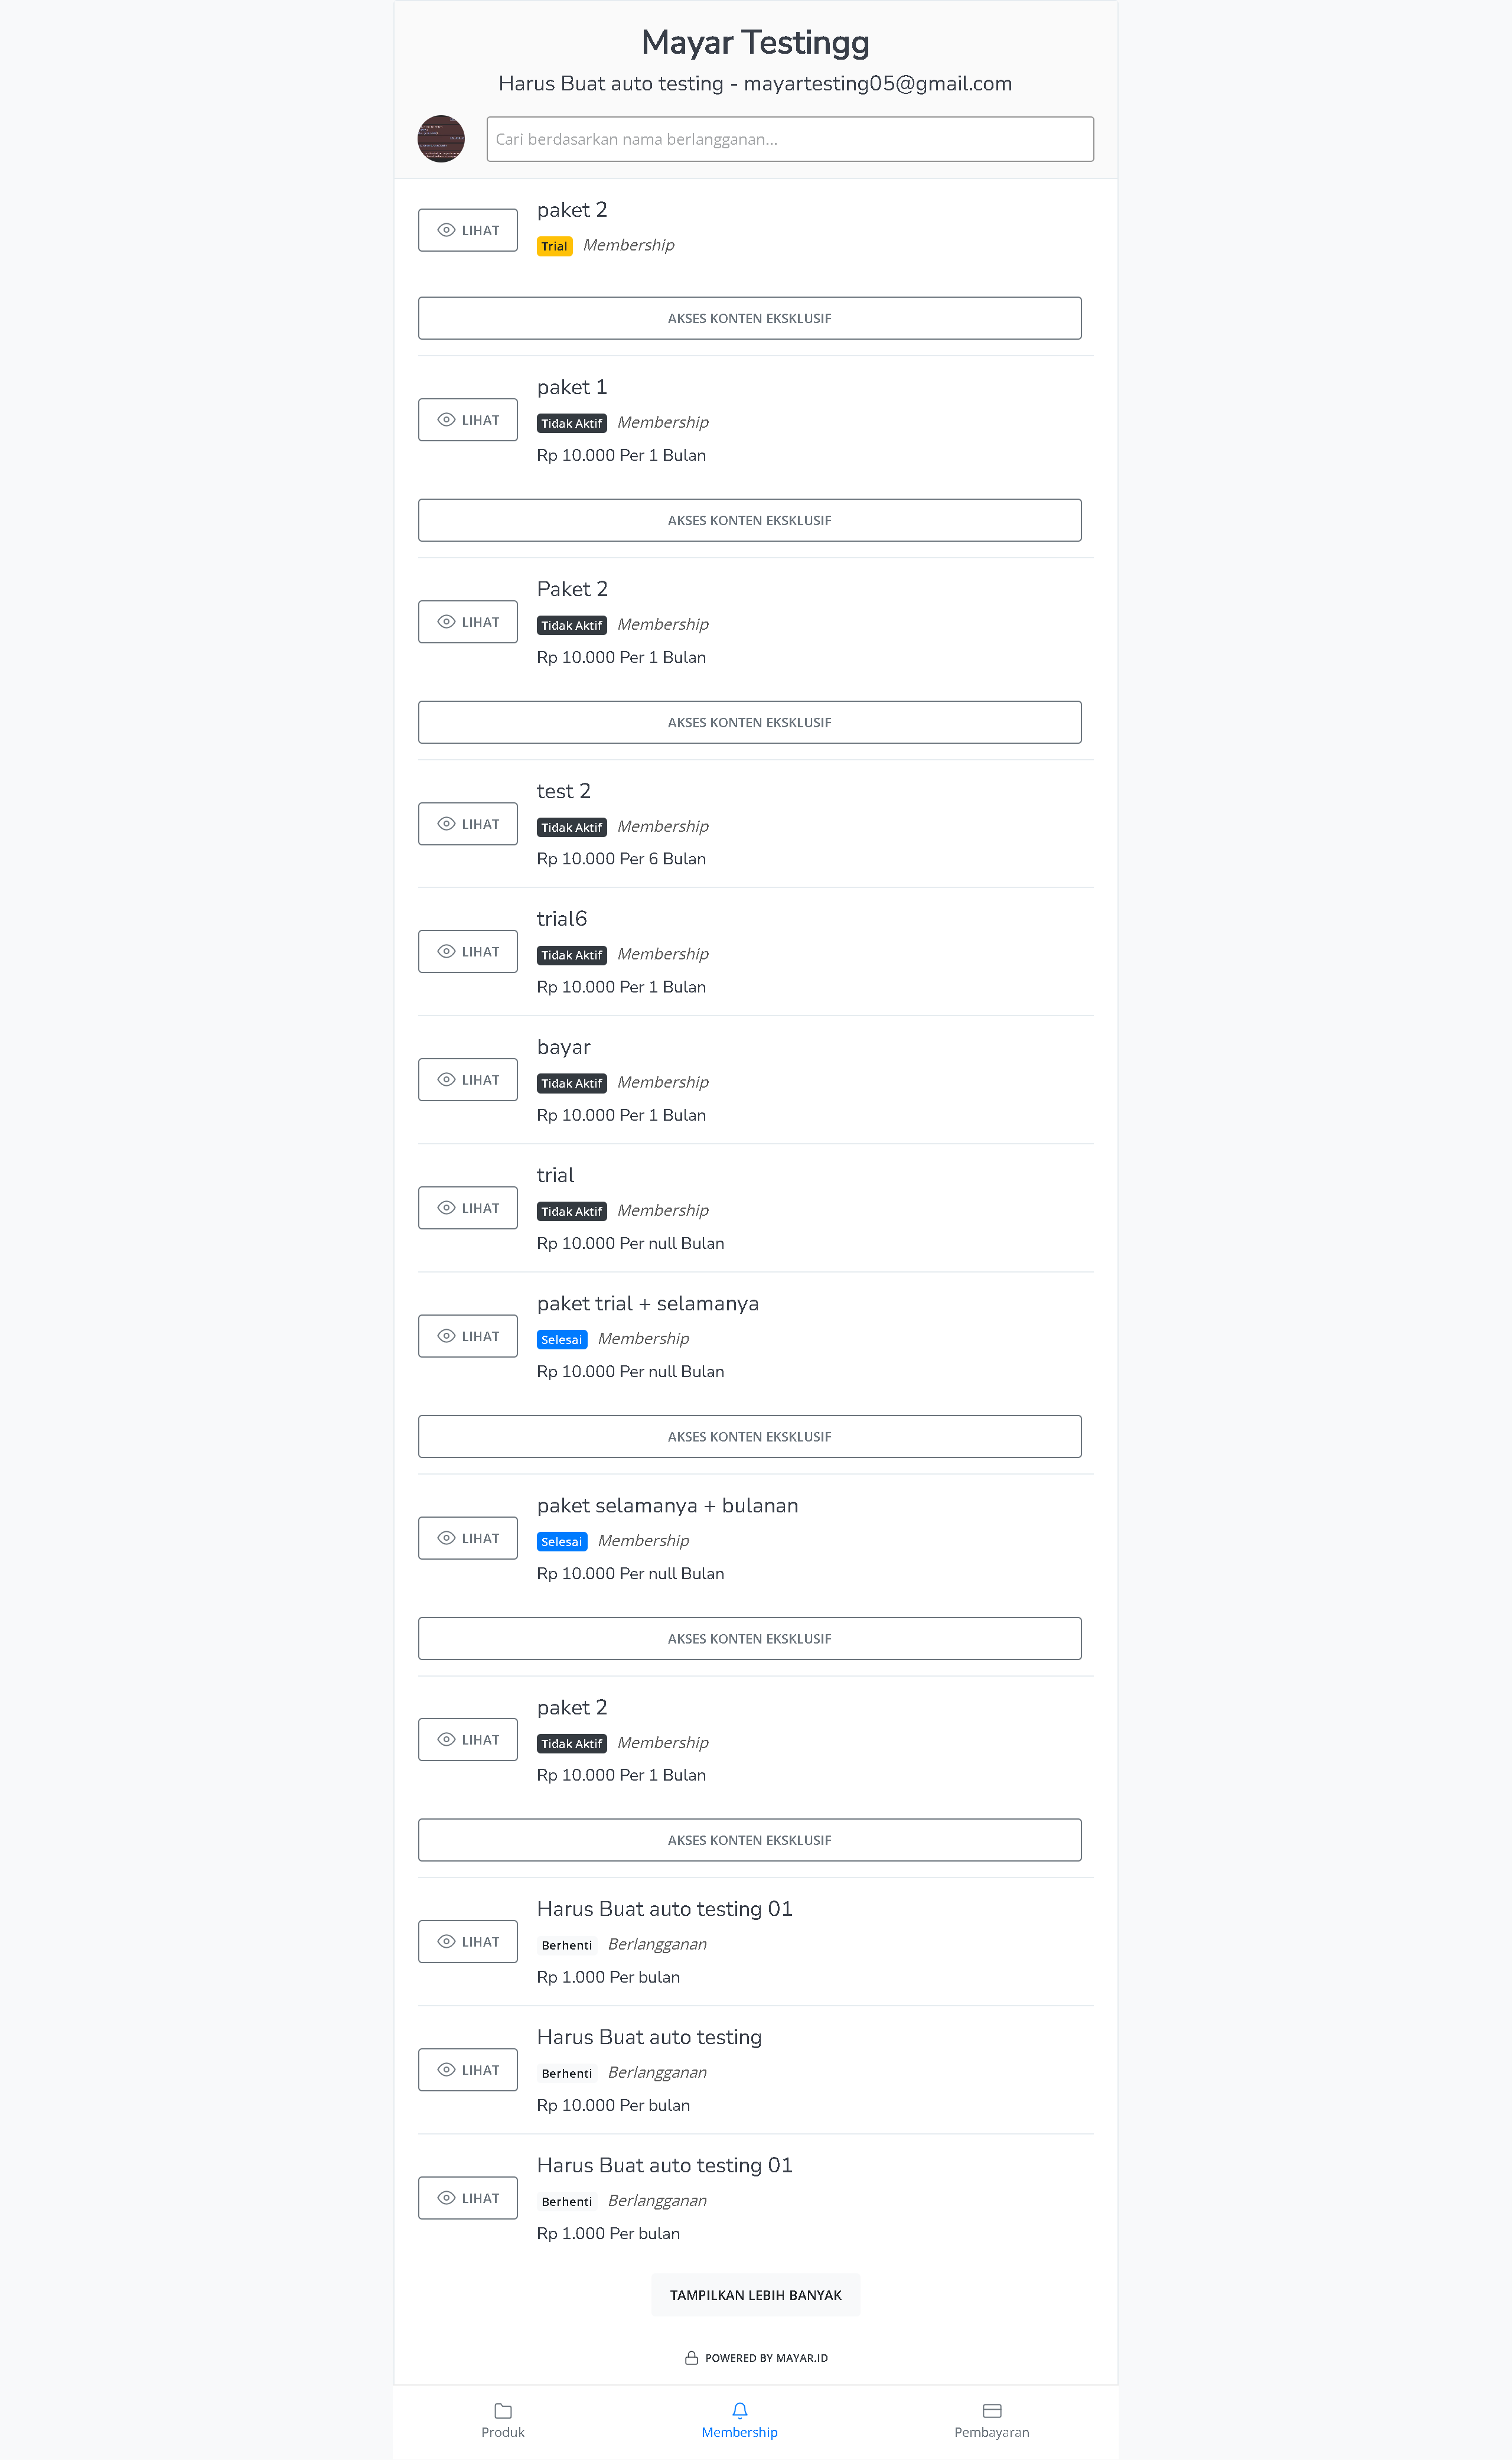 Mayar Testingg
Harus Buat auto testing - mayartesting05@gmail.com
Cari berdasarkan nama berlangganan...
LIHAT
paket 2
Trial Membership
AKSES KONTEN EKSKLUSIF
LIHAT
paket 1
Tidak Aktif Membership
Rp 10.000 Per 1 Bulan
AKSES KONTEN EKSKLUSIF
LIHAT
Paket 2
Tidak Aktif Membership
Rp 10.000 Per 1 Bulan
AKSES KONTEN EKSKLUSIF
LIHAT
test 2
Tidak Aktif Membership
Rp 10.000 Per 6 Bulan
LIHAT
trial6
Tidak Aktif Membership
Rp 10.000 Per 1 Bulan
LIHAT
bayar
Tidak Aktif Membership
Rp 10.000 Per 1 Bulan
LIHAT
trial
Tidak Aktif Membership
Rp 10.000 Per null Bulan
LIHAT
paket trial + selamanya
Selesai Membership
Rp 10.000 Per null Bulan
AKSES KONTEN EKSKLUSIF
LIHAT
paket selamanya + bulanan
Selesai Membership
Rp 10.000 Per null Bulan
AKSES KONTEN EKSKLUSIF
LIHAT
paket 2
Tidak Aktif Membership
Rp 10.000 Per 1 Bulan
AKSES KONTEN EKSKLUSIF
LIHAT
Harus Buat auto testing 01
Berhenti Berlangganan
Rp 1.000 Per bulan
LIHAT
Harus Buat auto testing
Berhenti Berlangganan
Rp 10.000 Per bulan
LIHAT
Harus Buat auto testing 01
Berhenti Berlangganan
Rp 1.000 Per bulan
TAMPILKAN LEBIH BANYAK
POWERED BY MAYAR.ID
Produk
Membership
Pembayaran